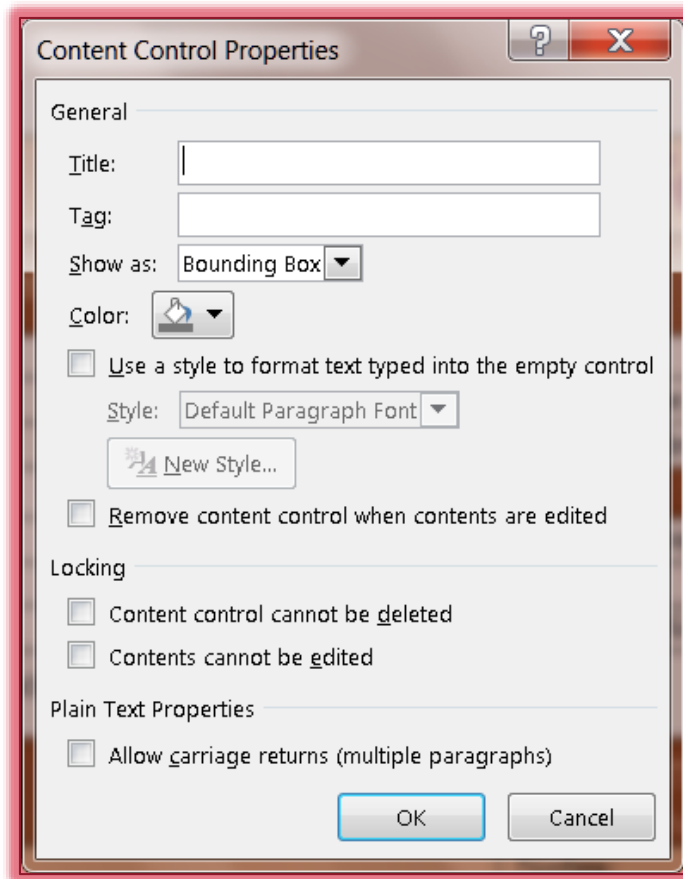 Content Control Properties
General
Title:
Tag:
Show as: Bounding Box
Color:
Use a style to format text typed into the empty control
Style: Default Paragraph Font
New Style...
Remove content control when contents are edited
Locking
Content control cannot be deleted
Contents cannot be edited
Plain Text Properties
Allow carriage returns (multiple paragraphs)
OK Cancel